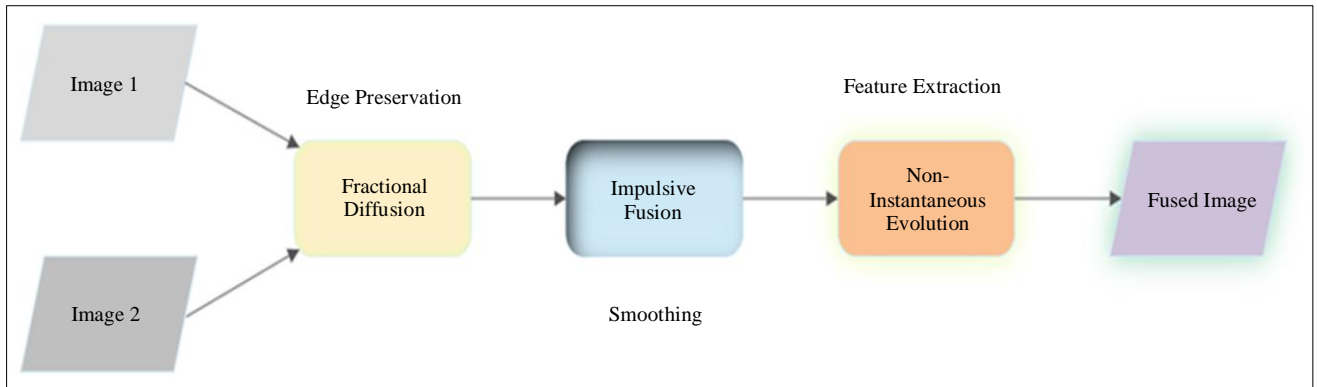 Image 1
Edge Preservation
Feature Extraction
Fractional
Diffusion
Impulsive
Fusion
Non-
Instantaneous
Evolution
Fused Image
Image 2
Smoothing